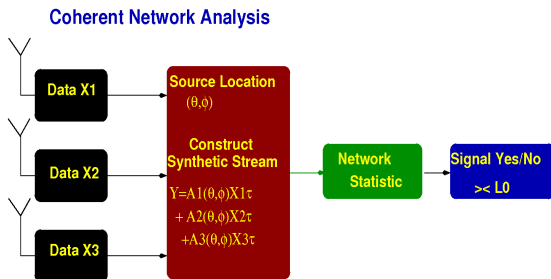 Coherent Network Analysis
Data X1
Data X2
Data X3
Source Location
(θ,ϕ)
Construct
Synthetic Stream
Y=A1(θ,ϕ)X1τ
+ A2(θ,ϕ)X2τ
+A3(θ,ϕ)X3τ
Network
Statistic
Signal Yes/No
>< L0